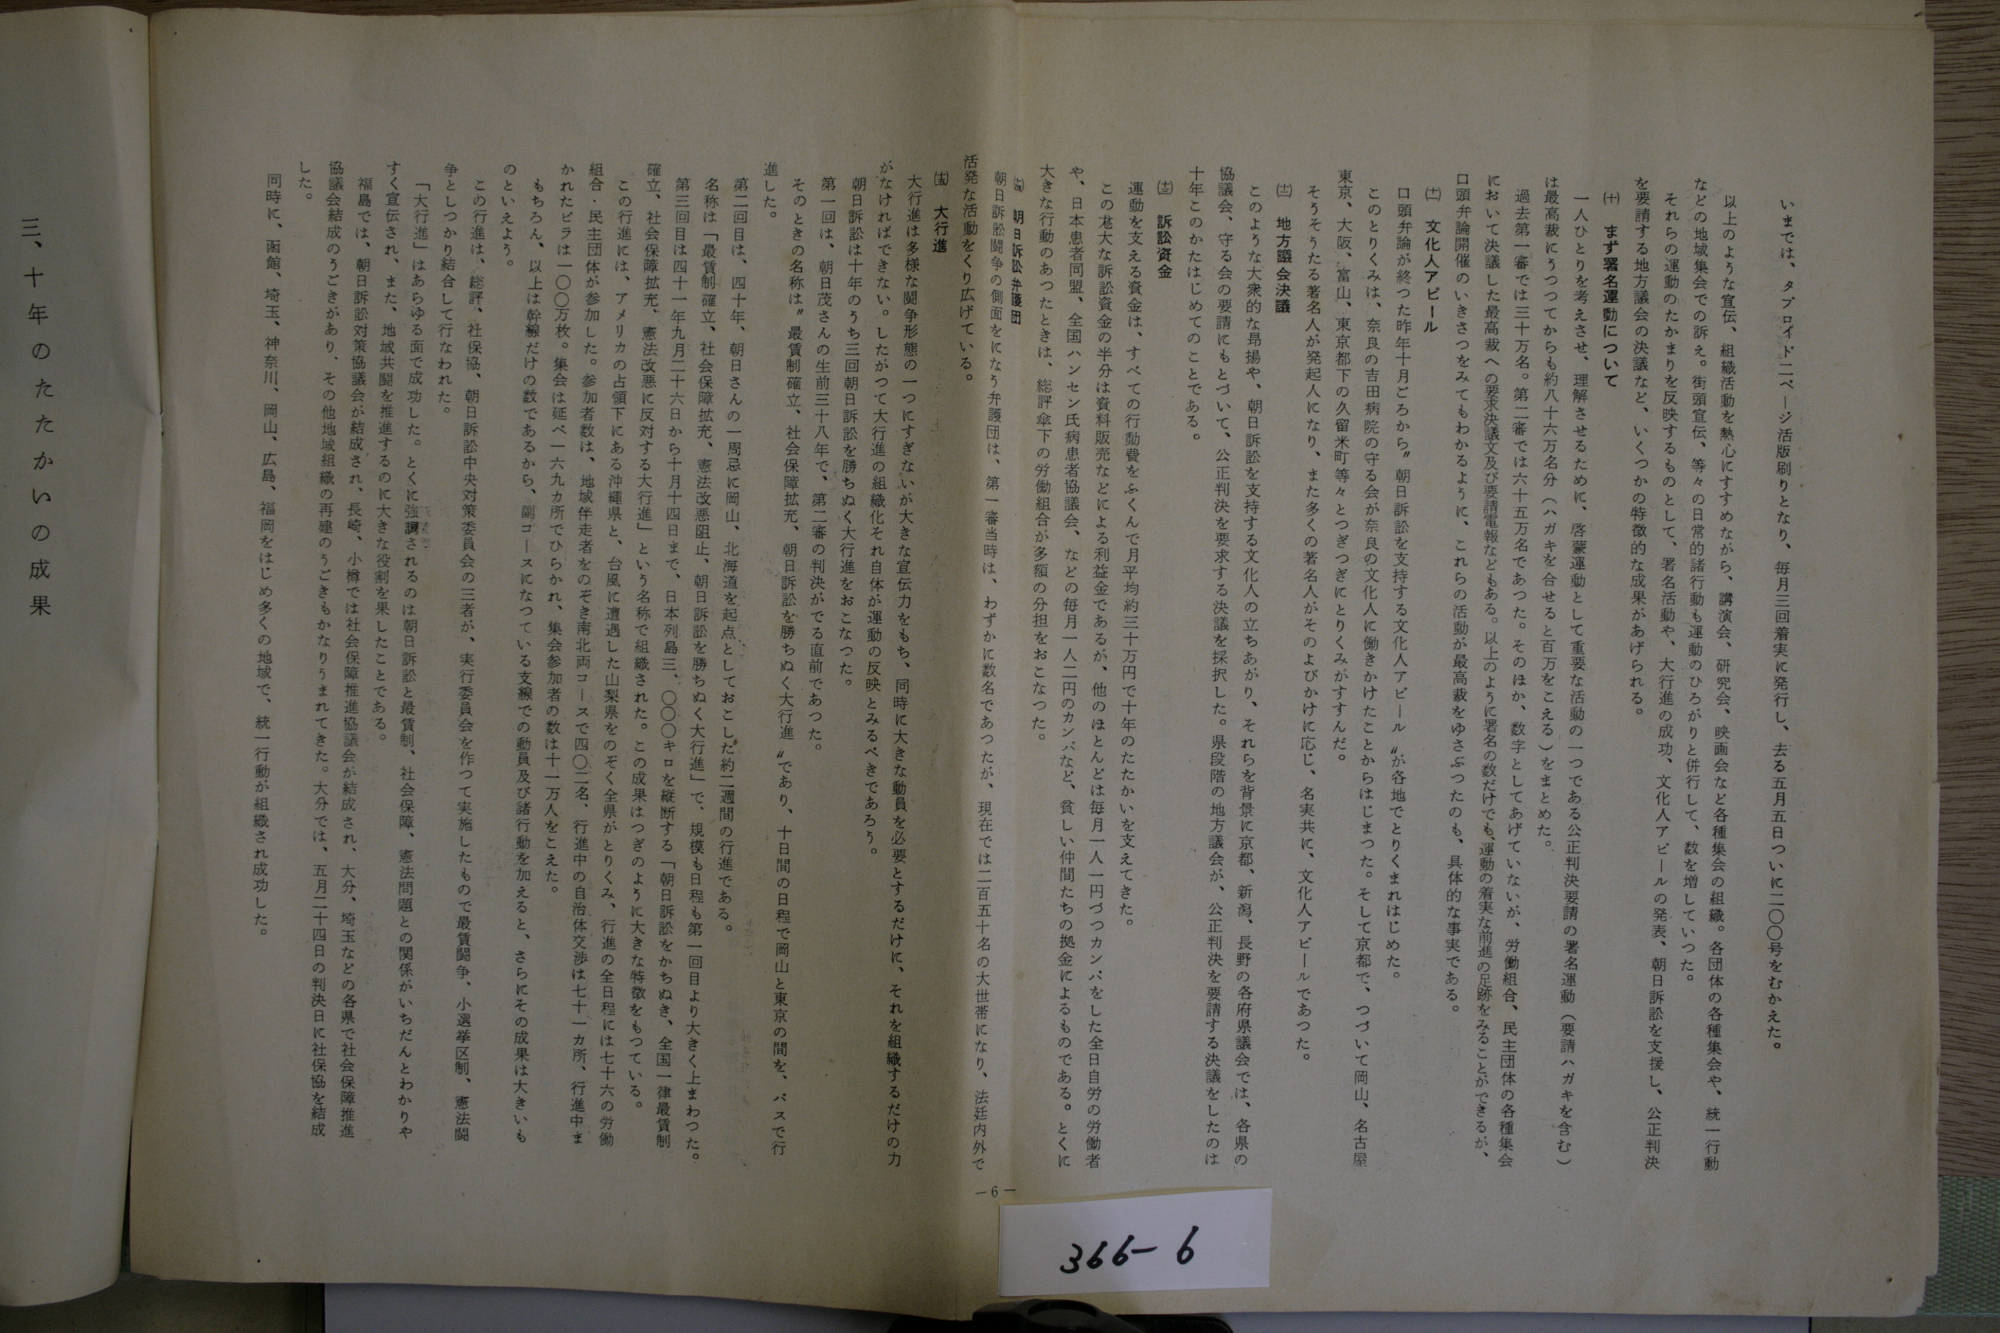 いまでは、タブロイド二ページ活版刷りとなり、毎月三回着実に発行し、去る五月五日ついに二〇〇号をむかえた。
以上のような宣伝、組織活動を熱心にすすめながら、講演会、研究会、映画会など各種集会の組織。各団体の各種集会や、統一行動
などの地域集会での訴え。街頭宣伝、等々の日常的諸行動も運動のひろがりと併行して、数を増していつた。
それらの運動のたかまりを反映するものとして、署名活動や、大行進の成功、文化人アピールの発表、朝日訴訟を支援し、公正判決
を要請する地方議会の決議など、いくつかの特徴的な成果があげられる。
㈩ まず署名運動について
一人ひとりを考えさせ、理解させるために、啓蒙運動として重要な活動の一つである公正判決要請の署名運動（要請ハガキを含む）
は最高裁にうつつてからも約八十六万名分（ハガキを合せると百万をこえる）をまとめた。
過去第一審では三十万名。第二審では六十五万名であつた。そのほか、数字としてあげていないが、労働組合、民主団体の各種集会
において決議した最高裁への要求決議文及び要請電報などもある。以上のように署名の数だけでも、運動の着実な前進の足跡をみることができるが、
口頭弁論開催のいきさつをみてもわかるように、これらの活動が最高裁をゆさぶつたのも、具体的な事実である。
(十一) 文化人アピール
口頭弁論が終つた昨年十月ごろから〝朝日訴訟を支持する文化人アピール〟が各地でとりくまれはじめた。
このとりくみは、奈良の吉田病院の守る会が奈良の文化人に働きかけたことからはじまつた。そして京都で、つづいて岡山、名古屋
東京、大阪、富山、東京都下の久留米町等々とつぎつぎにとりくみがすすんだ。
そうそうたる著名人が発起人になり、また多くの著名人がそのよびかけに応じ、名実共に、文化人アピールであつた。
(十二) 地方議会決議
このような大衆的な昂揚や、朝日訴訟を支持する文化人の立ちあがり、それらを背景に京都、新潟、長野の各府県議会では、各県の
協議会、守る会の要請にもとづいて、公正判決を要求する決議を採択した。県段階の地方議会が、公正判決を要請する決議をしたのは
十年このかたはじめてのことである。
(十三) 訴訟資金
運動を支える資金は、すべての行動費をふくんで月平均約三十万円で十年のたたかいを支えてきた。
この尨大な訴訟資金の半分は資料販売などによる利益金であるが、他のほとんどは毎月一人一円づつカンパをした全日自労の労働者
や、日本患者同盟、全国ハンセン氏病患者協議会、などの毎月一人二円のカンパなど、貧しい仲間たちの拠金によるものである。とくに
大きな行動のあつたときは、総評傘下の労働組合が多額の分担をおこなつた。
(十四) 朝日訴訟弁護団
朝日訴訟闘争の側面をになう弁護団は、第一審当時は、わずかに数名であつたが、現在では二百五十名の大世帯になり、法廷内外で
活発な活動をくり広げている。
(十五) 大行進
大行進は多様な闘争形態の一つにすぎないが大きな宣伝力をもち、同時に大きな動員を必要とするだけに、それを組織するだけの力
がなければできない。したがつて大行進の組織化それ自体が運動の反映とみるべきであろう。
朝日訴訟は十年のうち三回朝日訴訟を勝ちぬく大行進をおこなつた。
第一回は、朝日茂さんの生前三十八年で、第二審の判決がでる直前であつた。
そのときの名称は〝最賃制確立、社会保障拡充、朝日訴訟を勝ちぬく大行進〟であり、十日間の日程で岡山と東京の間を、バスで行
進した。
第二回目は、四十年、朝日さんの一周忌に岡山、北海道を起点としておこした約二週間の行進である。
名称は「最賃制確立、社会保障拡充、憲法改悪阻止、朝日訴訟を勝ちぬく大行進」で、規模も日程も第一回目より大きく上まわつた。
第三回目は四十一年九月二十六日から十月十四日まで、日本列島三、〇〇〇キロを縦断する「朝日訴訟をかちぬき、全国一律最賃制
確立、社会保障拡充、憲法改悪に反対する大行進」という名称で組織された。この成果はつぎのように大きな特徴をもつている。
この行進には、アメリカの占領下にある沖縄県と、台風に遭遇した山梨県をのぞく全県がとりくみ、行進の全日程には七十六の労働
組合・民主団体が参加した。参加者数は、地域伴走者をのぞき南北両コースで四〇二名、行進中の自治体交渉は七十一カ所、行進中ま
かれたビラは一〇〇万枚。集会は延べ一六九カ所でひらかれ、集会参加者の数は十一万人をこえた。
もちろん、以上は幹線だけの数であるから、副コースになつている支線での動員及び諸行動を加えると、さらにその成果は大きいも
のといえよう。
この行進は、総評、社保協、朝日訴訟中央対策委員会の三者が、実行委員会を作つて実施したもので最賃闘争、小選挙区制、憲法闘
争としつかり結合して行なわれた。
「大行進」はあらゆる面で成功した。とくに強調されるのは朝日訴訟と最賃制、社会保障、憲法問題との関係がいちだんとわかりや
すく宣伝され、また、地域共闘を推進するのに大きな役割を果したことである。
福島では、朝日訴訟対策協議会が結成され、長崎、小樽では社会保障推進協議会が結成され、大分、埼玉などの各県で社会保障推進
協議会結成のうごきがあり、その他地域組織の再建のうごきもかなりうまれてきた。大分では、五月二十四日の判決日に社保協を結成
した。
同時に、函館、埼玉、神奈川、岡山、広島、福岡をはじめ多くの地域で、統一行動が組織され成功した。
三、十年のたたかいの成果
－6－
366-6